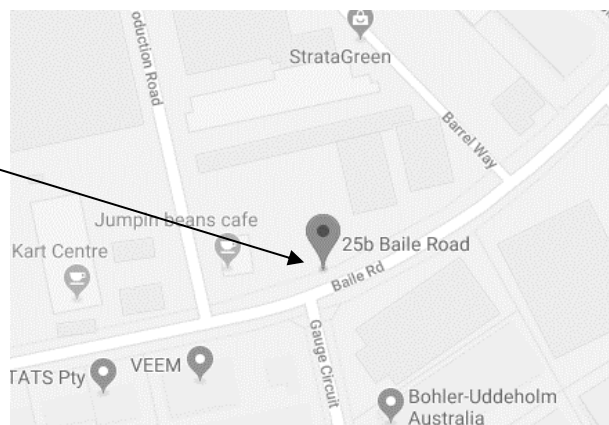 oduction Road
StrataGreen
Barrel Way
Jumpin beans cafe
25b Baile Road
Kart Centre
Baile Rd
Gauge Circuit
TATS Pty
VEEM
Bohler-Uddeholm
Australia